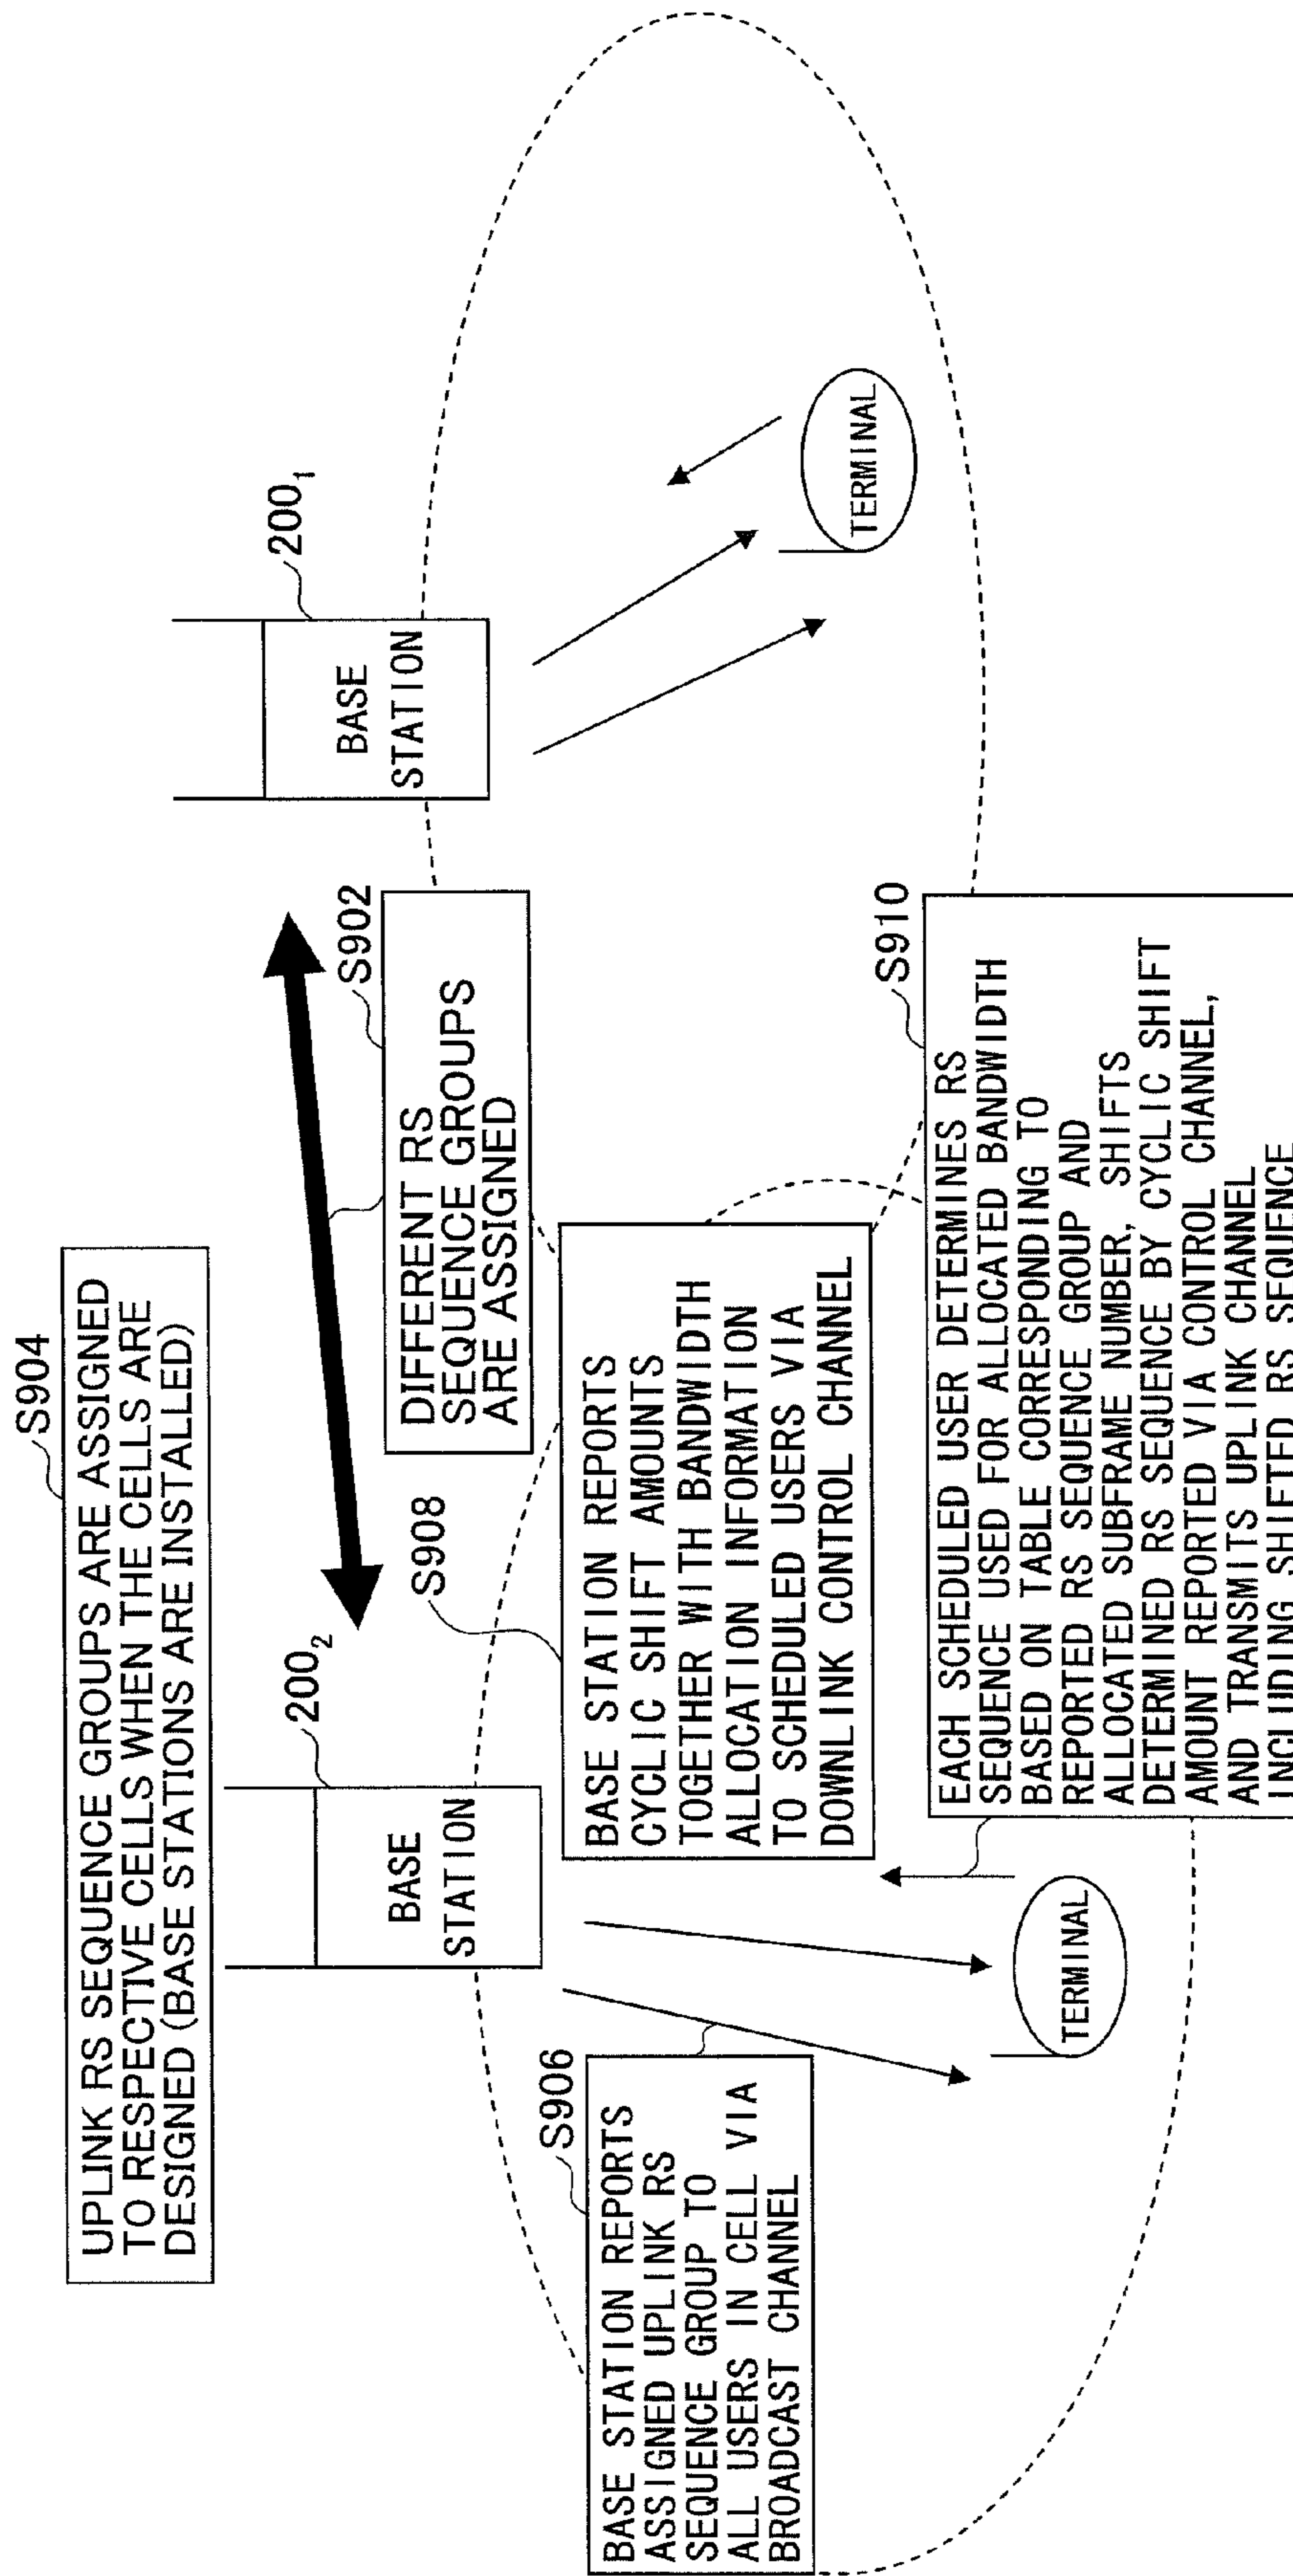 S904
UPLINK RS SEQUENCE GROUPS ARE ASSIGNED
TO RESPECTIVE CELLS WHEN THE CELLS ARE
DESIGNED (BASE STATIONS ARE INSTALLED)
200₂
BASE
STATION
200₁
BASE
STATION
S902
DIFFERENT RS
SEQUENCE GROUPS
ARE ASSIGNED
S906
BASE STATION REPORTS
ASSIGNED UPLINK RS
SEQUENCE GROUP TO
ALL USERS IN CELL VIA
BROADCAST CHANNEL
S908
BASE STATION REPORTS
CYCLIC SHIFT AMOUNTS
TOGETHER WITH BANDWIDTH
ALLOCATION INFORMATION
TO SCHEDULED USERS VIA
DOWNLINK CONTROL CHANNEL
TERMINAL
TERMINAL
S910
EACH SCHEDULED USER DETERMINES RS
SEQUENCE USED FOR ALLOCATED BANDWIDTH
BASED ON TABLE CORRESPONDING TO
REPORTED RS SEQUENCE GROUP AND
ALLOCATED SUBFRAME NUMBER, SHIFTS
DETERMINED RS SEQUENCE BY CYCLIC SHIFT
AMOUNT REPORTED VIA CONTROL CHANNEL,
AND TRANSMITS UPLINK CHANNEL
INCLUDING SHIFTED RS SEQUENCE